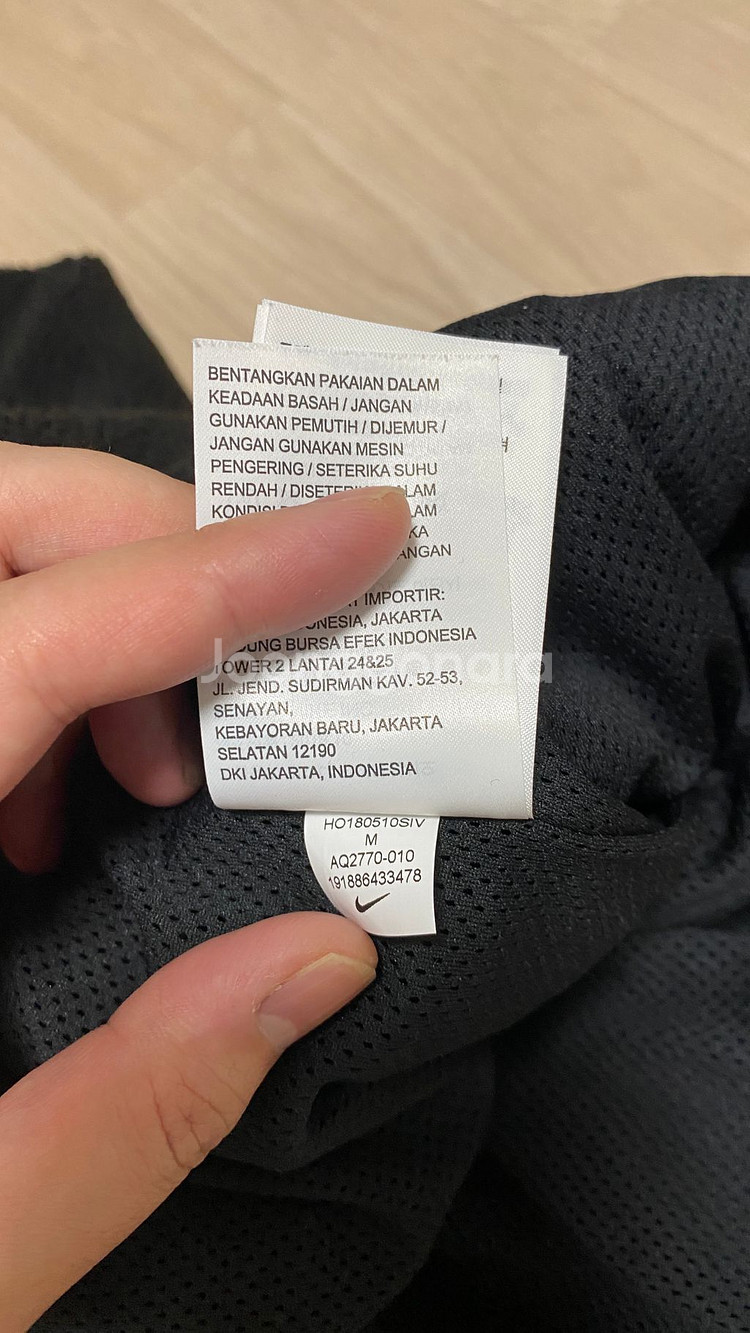 BENTANGKAN PAKAIAN DALAM
KEADAAN BASAH / JANGAN
GUNAKAN PEMUTIH / DIJEMUR /
JANGAN GUNAKAN MESIN
PENGERING / SETERIKA SUHU
RENDAH /
IMPORTIR:
JAKARTA
BURSA EFEK INDONESIA
TOWER 2 LANTAI 24&25
JL. JEND. SUDIRMAN KAV. 52-53,
SENAYAN,
KEBAYORAN BARU, JAKARTA
SELATAN 12190
DKI JAKARTA, INDONESIA
HO180510SIV
M
AQ2770-010
191886433478